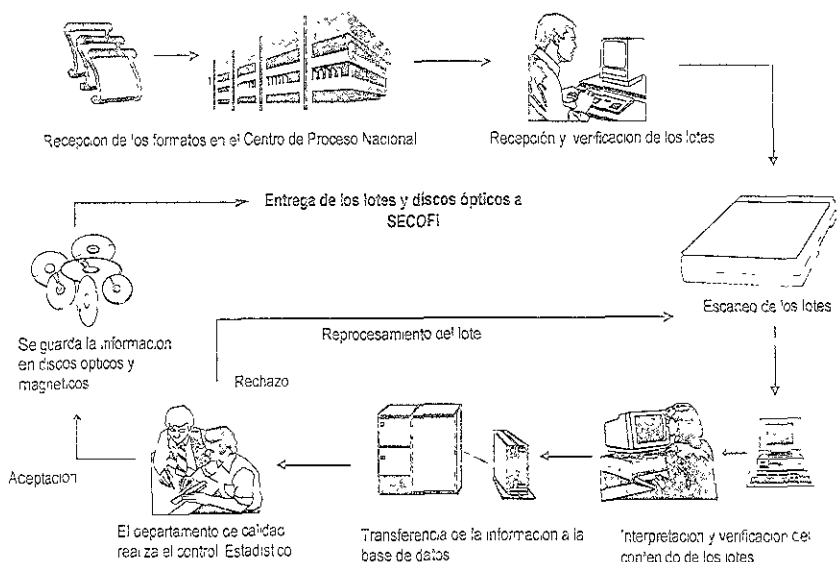 Recepcion de los formatos en el Centro de Proceso Nacional
Recepción y verificacion de los lotes
Entrega de los lotes y discos ópticos a
SECOFI
Escaneo de los lotes
Reprocesamiento del lote
Se guarda la informacion
en discos opticos y
magneticos
Rechazo
Aceptacion
El departamento de calidad
realiza el control Estadistico
Transferencia de la informacion a la
base de datos
Interpretacion y verificacion del
contenido de los lotes